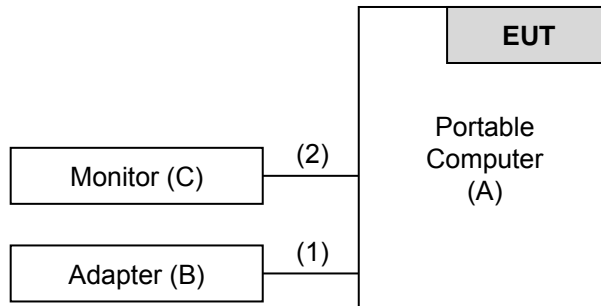 EUT
Portable
Computer
(A)
(2)
Monitor (C)
(1)
Adapter (B)